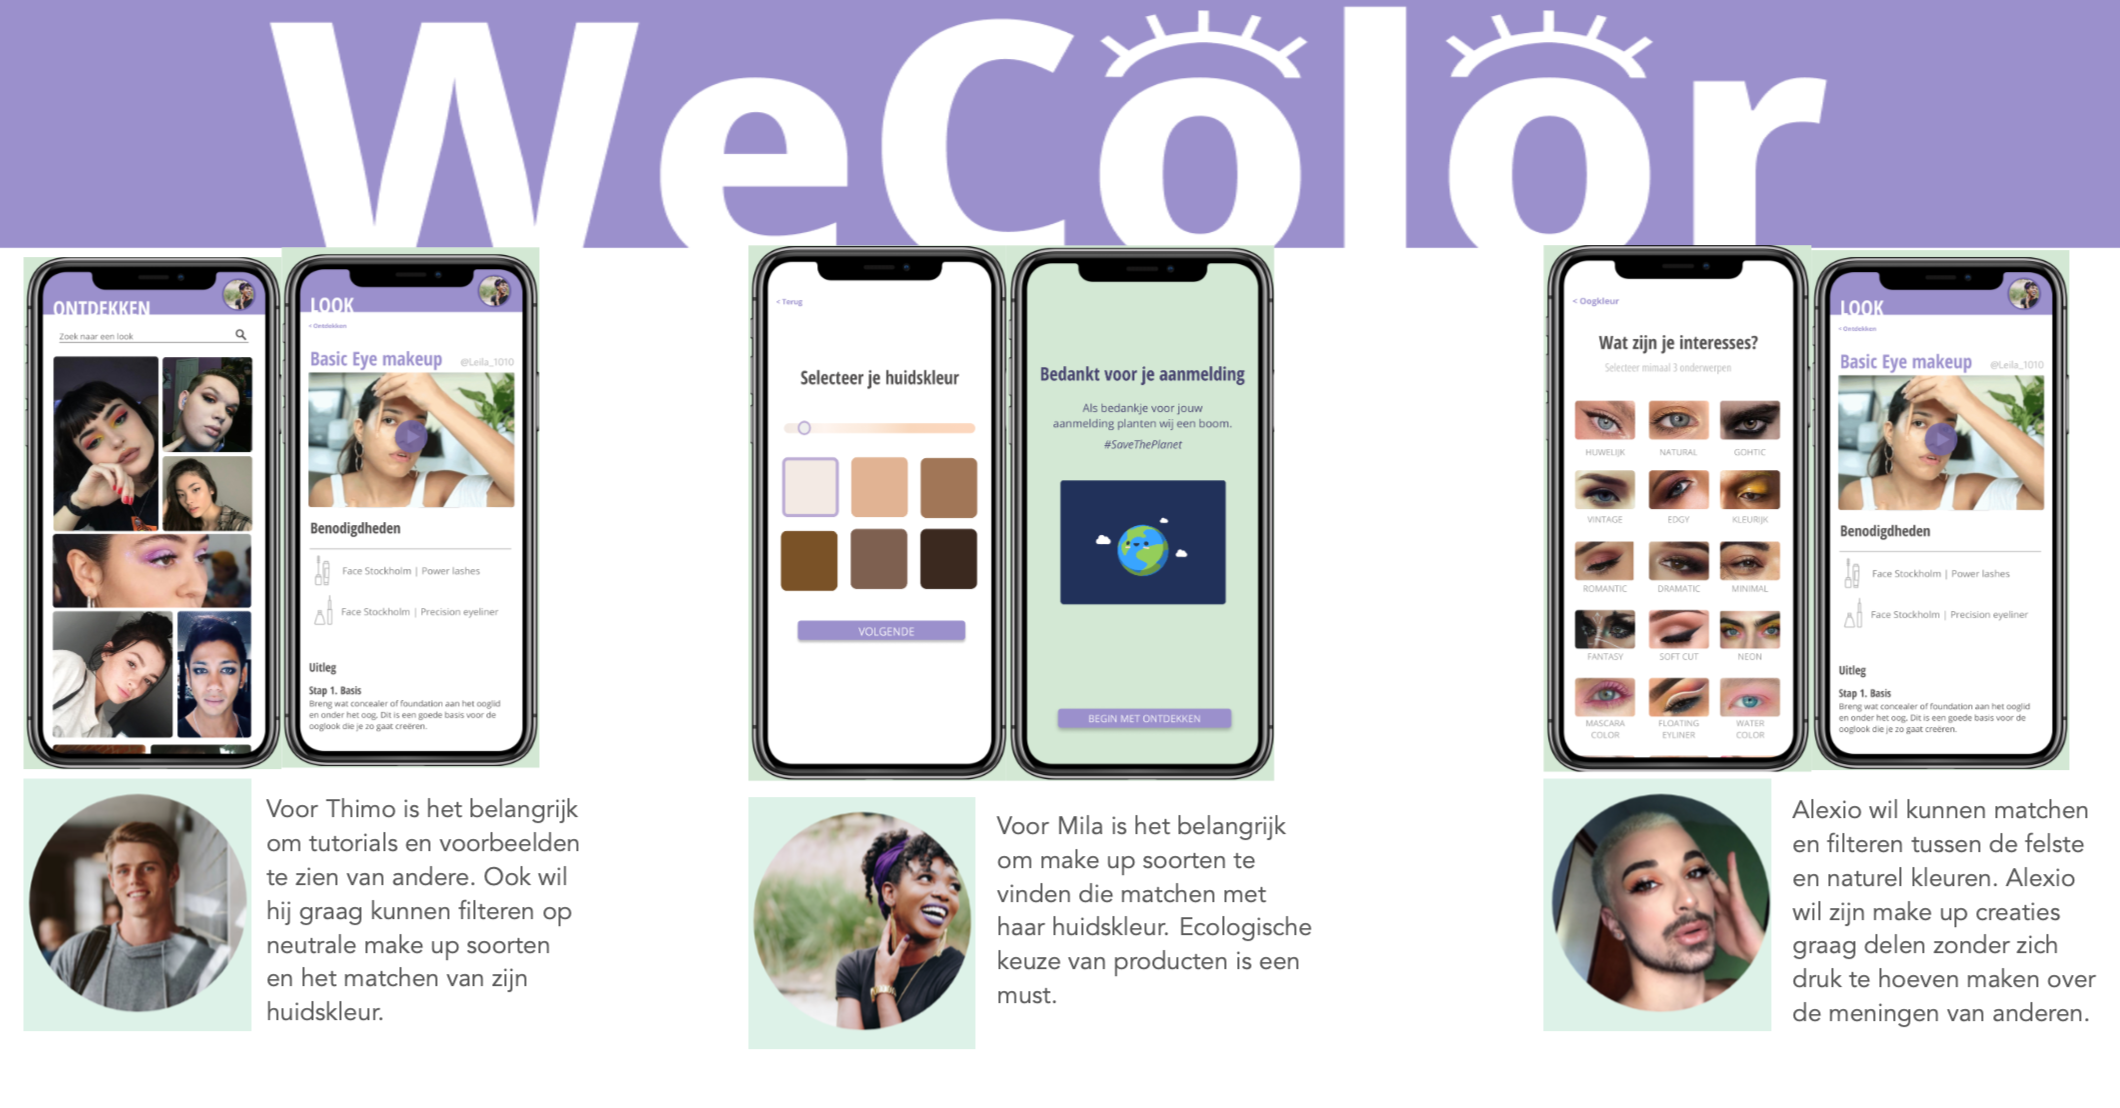 WeColor
ONTDEKKEN
Zoek naar een look
LOOK
< Ontdekken
Basic Eye makeup @Leila_1010
Benodigdheden
Face Stockholm | Power lashes
Face Stockholm | Precision eyeliner
Uitleg
Stap 1. Basis
Breng wat concealer of foundation aan het ooglid
en onder het oog, Dit is een goede basis voor de
ooglook die je zo gaat creëren.
Voor Thimo is het belangrijk
om tutorials en voorbeelden
te zien van andere. Ook wil
hij graag kunnen filteren op
neutrale make up soorten
en het matchen van zijn
huidskleur.
< Terug
Selecteer je huidskleur
VOLGENDE
Bedankt voor je aanmelding
Als bedankje voor jouw
aanmelding planten wij een boom.
#SaveThePlanet
BEGIN MET ONTDEKKEN
Voor Mila is het belangrijk
om make up soorten te
vinden die matchen met
haar huidskleur. Ecologische
keuze van producten is een
must.
< Oogkleur
Wat zijn je interesses?
Selecteer mimaal 3 onderwerpen
HUWELIJK NATURAL GOHTIC
VINTAGE EDGY KLEURIJK
ROMANTIC DRAMATIC MINIMAL
FANTASY SOFT CUT NEON
MASCARA FLOATING WATER
COLOR EYLINER COLOR
LOOK
< Ontdekken
Basic Eye makeup @Leila_1010
Benodigdheden
Face Stockholm | Power lashes
Face Stockholm | Precision eyeliner
Uitleg
Stap 1. Basis
Breng wat concealer of foundation aan het ooglid
en onder het oog, Dit is een goede basis voor de
ooglook die je zo gaat creëren.
Alexio wil kunnen matchen
en filteren tussen de felste
en naturel kleuren. Alexio
wil zijn make up creaties
graag delen zonder zich
druk te hoeven maken over
de meningen van anderen.